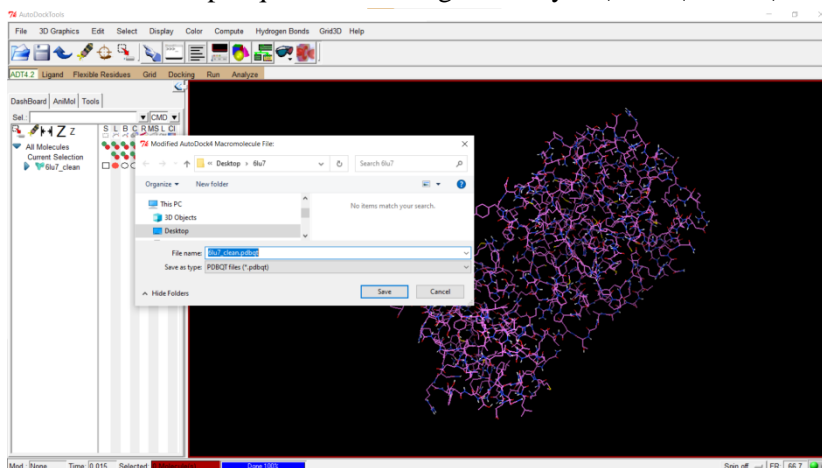 AutoDockTools
File 3D Graphics Edit Select Display Color Compute Hydrogen Bonds Grid3D Help
ADT4.2 Ligand Flexible Residues Grid Docking Run Analyze
DashBoard AniMol Tools
Sel.: CMD
S L B C R MS L Cl
All Molecules
Current Selection
6lu7_clean
Modified AutoDock4 Macromolecule File:
« Desktop › 6lu7
Search 6lu7
Organize New folder
This PC
3D Objects
Desktop
No items match your search.
File name: 6lu7_clean.pdbqt
Save as type: PDBQT files (*.pdbqt)
Hide Folders
Save Cancel
Mod.: None Time: 0.015 Selected: Done 100% Spin off FR: 66.7